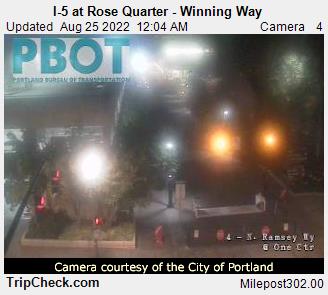 I-5 at Rose Quarter - Winning Way
Updated Aug 25 2022 12:04 AM Camera 4
PBOT
PORTLAND BUREAU OF TRANSPORTATION
4 - N. Ramsey Wy
@ One Ctr
Camera courtesy of the City of Portland
TripCheck.com Milepost302.00